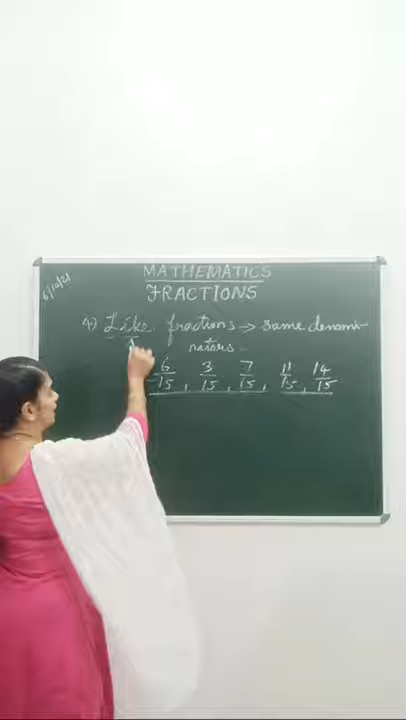 6/10/21
MATHEMATICS
FRACTIONS
4) Like fractions → same denomi-
nators
6/15, 3/15, 7/15, 11/15, 14/15